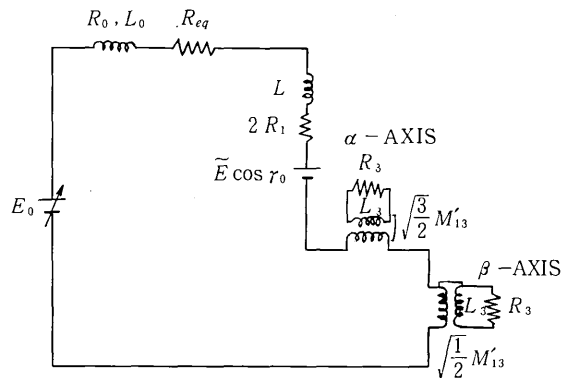 R₀ , L₀
R_eq
L
2 R₁
Ẽ cos γ₀
E₀
α – AXIS
R₃
L₃
√(3/2) M′₁₃
β – AXIS
L₃
R₃
√(1/2) M′₁₃